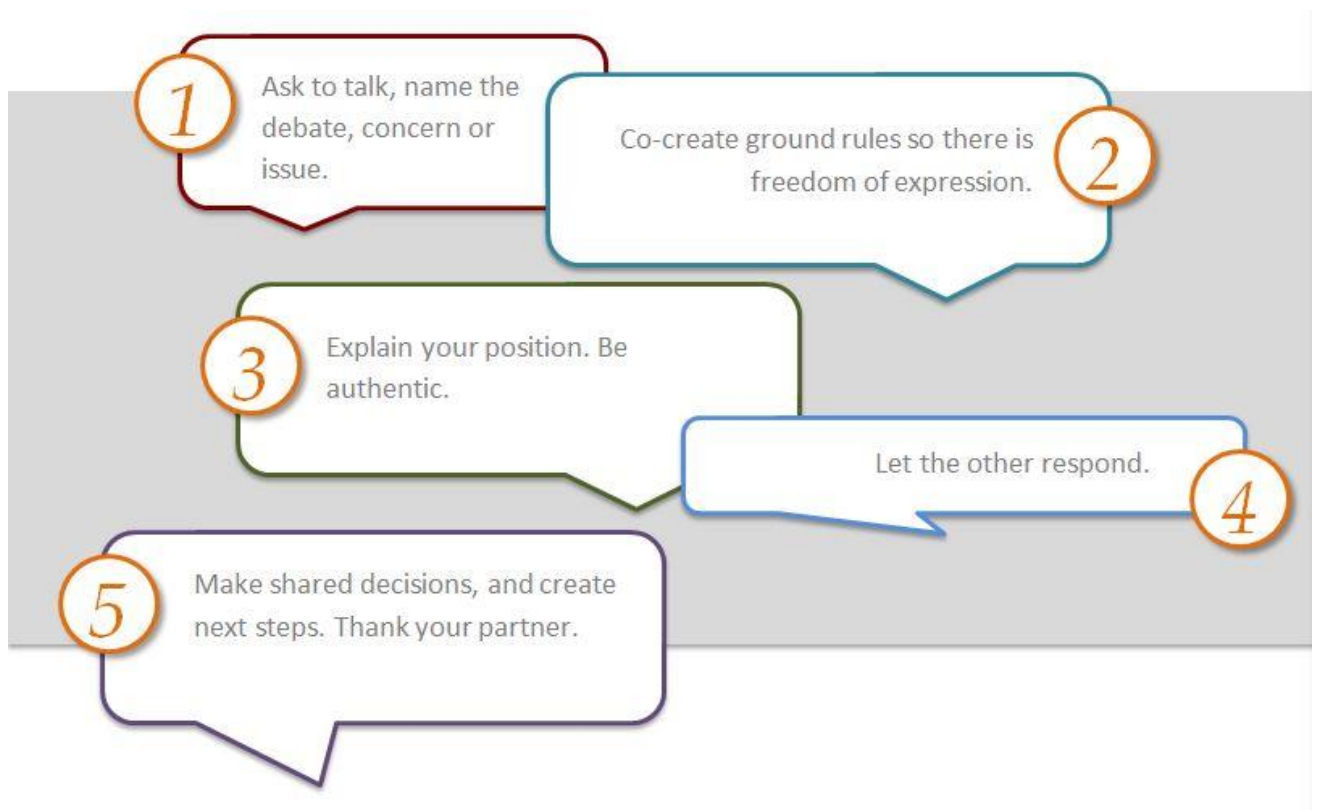 1
Ask to talk, name the
debate, concern or
issue.
2
Co-create ground rules so there is
freedom of expression.
3
Explain your position. Be
authentic.
4
Let the other respond.
5
Make shared decisions, and create
next steps. Thank your partner.